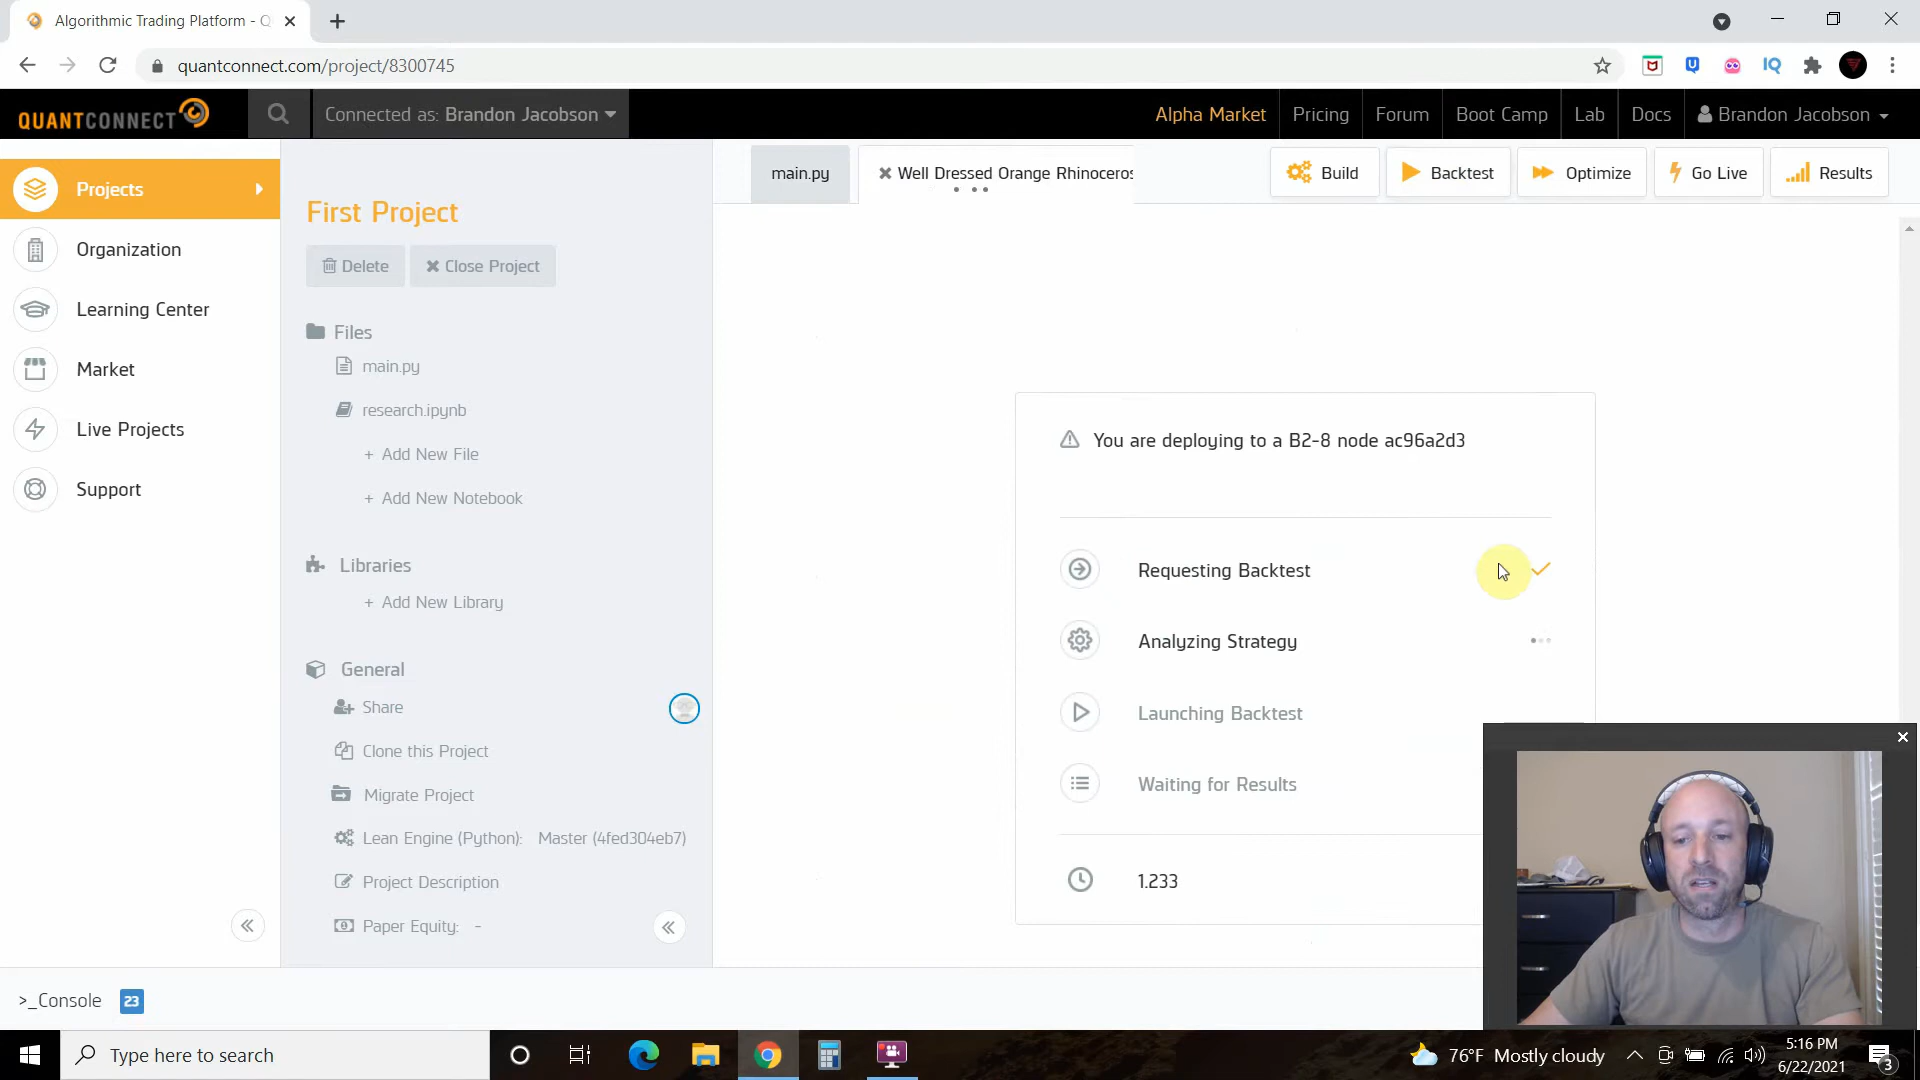 Algorithmic Trading Platform - Q
quantconnect.com/project/8300745
QUANTCONNECT
Connected as: Brandon Jacobson
Alpha Market
Pricing
Forum
Boot Camp
Lab
Docs
Brandon Jacobson
Projects
Organization
Learning Center
Market
Live Projects
Support
First Project
Delete
Close Project
Files
main.py
research.ipynb
+ Add New File
+ Add New Notebook
Libraries
+ Add New Library
General
Share
Clone this Project
Migrate Project
Lean Engine (Python): Master (4fed304eb7)
Project Description
Paper Equity: -
main.py
Well Dressed Orange Rhinoceros
Build
Backtest
Optimize
Go Live
Results
You are deploying to a B2-8 node ac96a2d3
Requesting Backtest
Analyzing Strategy
Launching Backtest
Waiting for Results
1.233
>_Console 23
Type here to search
76°F Mostly cloudy
5:16 PM
6/22/2021
3